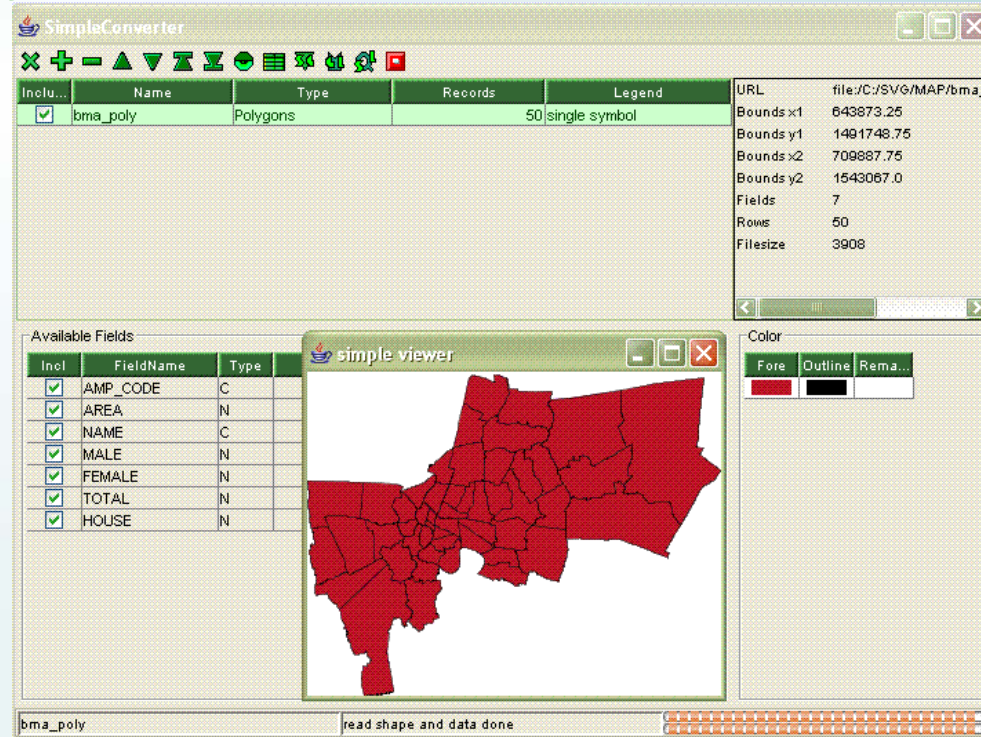 SimpleConverter
Inclu... Name Type Records Legend
bma_poly Polygons 50 single symbol
URL file:/C:/SVG/MAP/bma_
Bounds x1 643873.25
Bounds y1 1491748.75
Bounds x2 709887.75
Bounds y2 1543067.0
Fields 7
Rows 50
Filesize 3908
Available Fields
Incl FieldName Type
AMP_CODE C
AREA N
NAME C
MALE N
FEMALE N
TOTAL N
HOUSE N
simple viewer
Color
Fore Outline Rema...
bma_poly read shape and data done